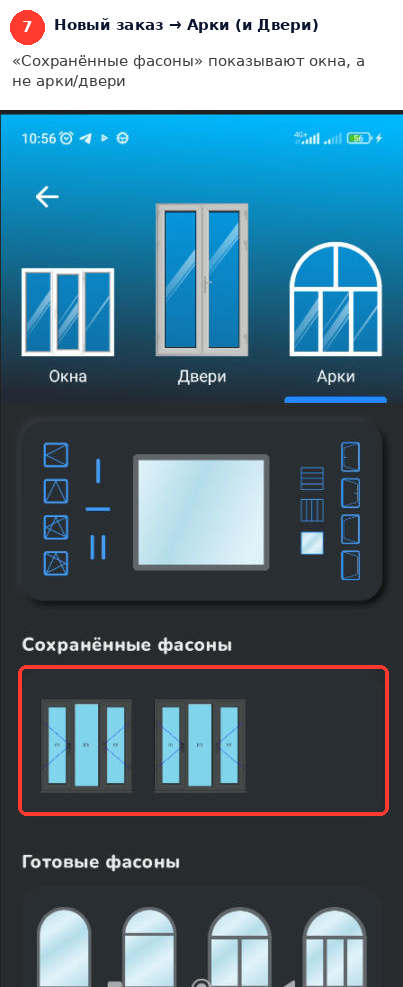 7 Новый заказ → Арки (и Двери)
«Сохранённые фасоны» показывают окна, а
не арки/двери
10:56 4G+ 56
Окна Двери Арки
Сохранённые фасоны
Готовые фасоны